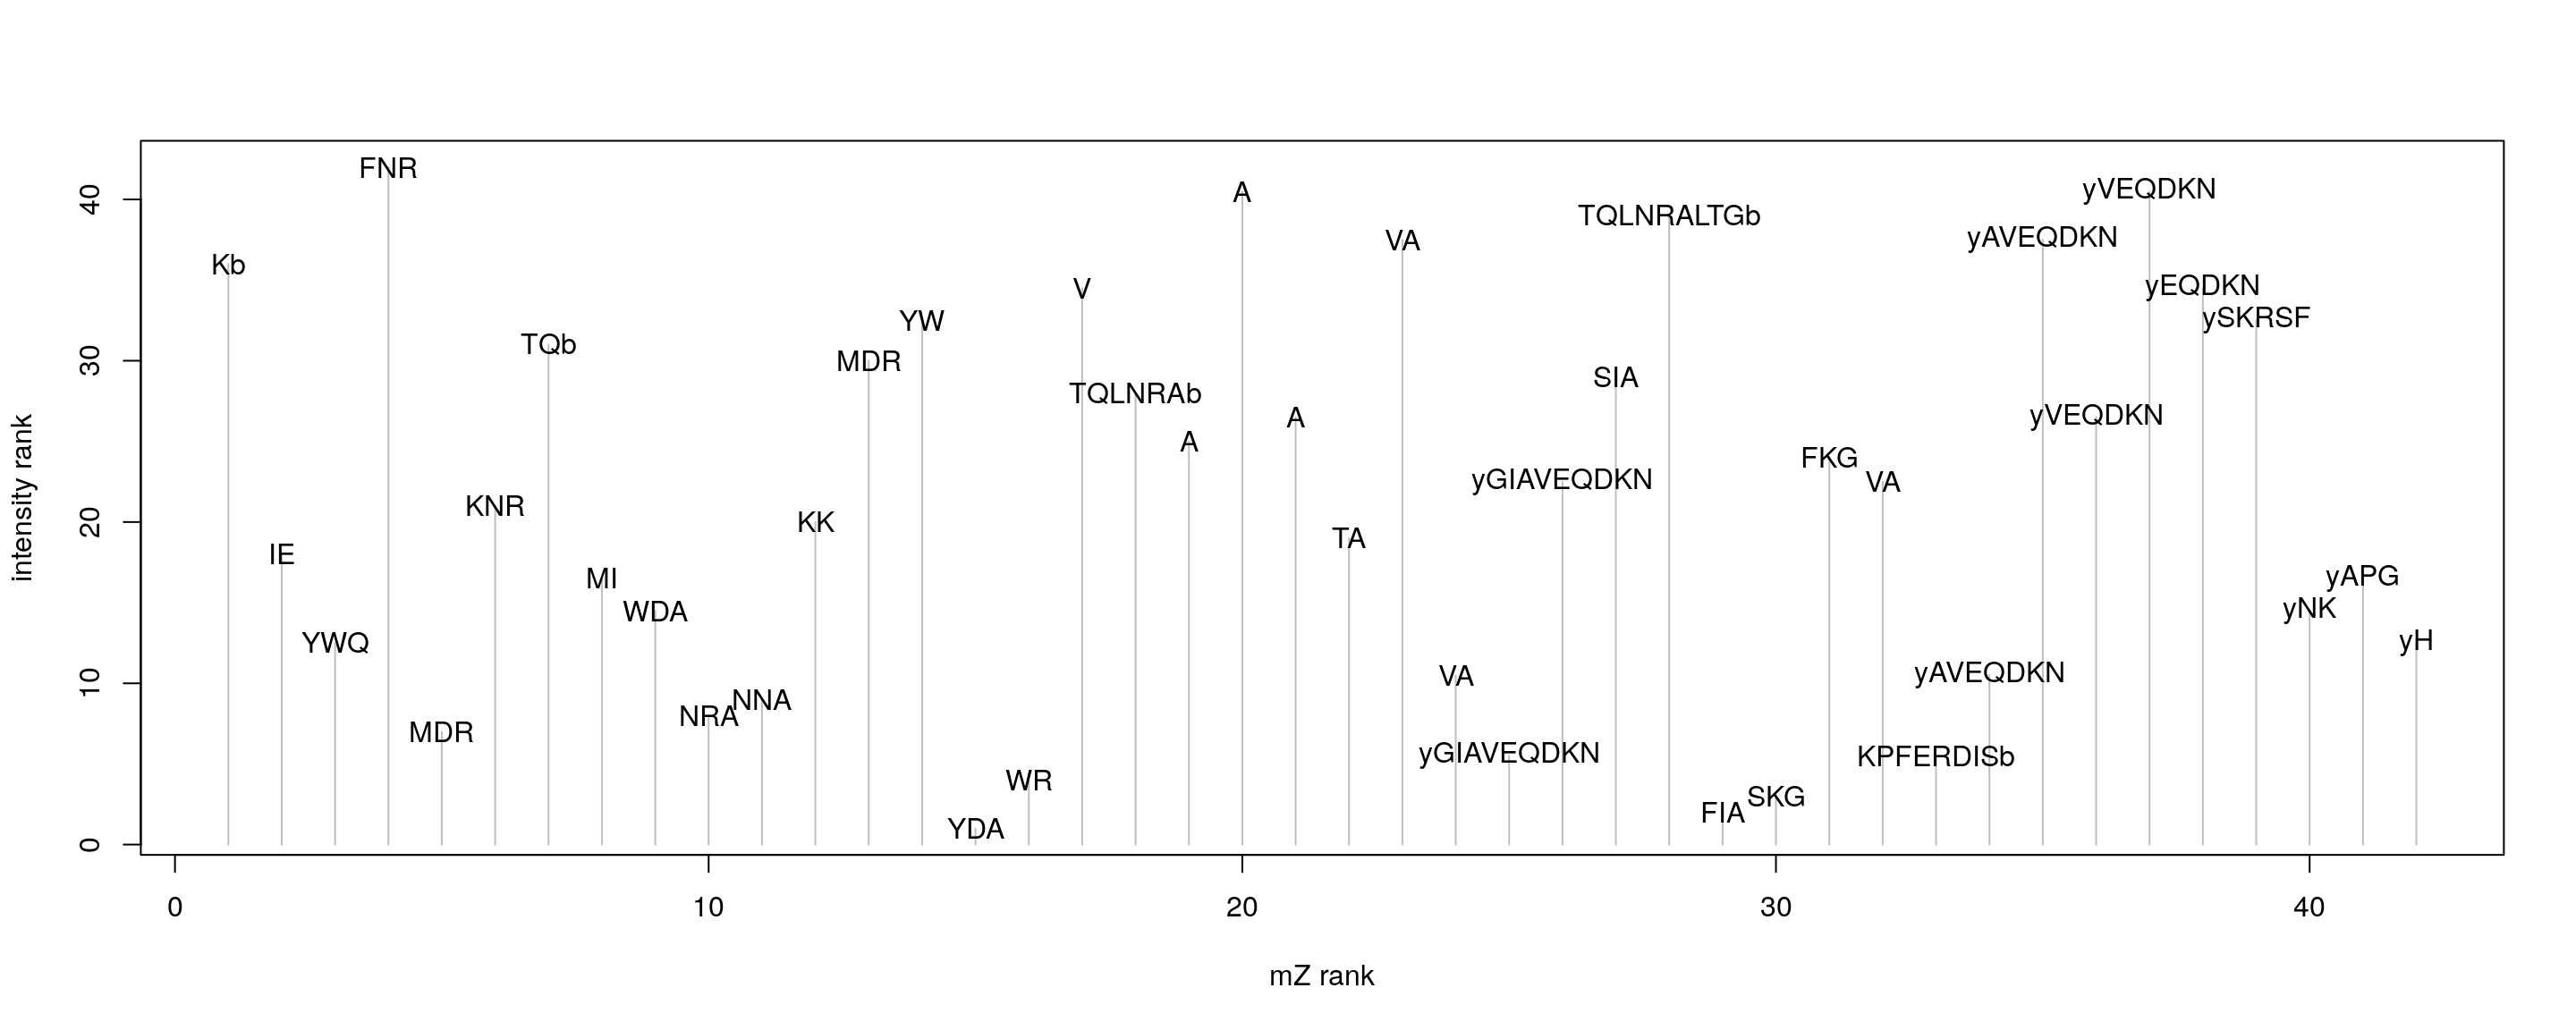 FNR
A
yVEQDKN
TQLNRALTGb
VA
yAVEQDKN
Kb
V
yEQDKN
YW
ySKRSF
TQb
MDR
SIA
TQLNRAb
A
A
yVEQDKN
KNR
KK
TA
yGIAVEQDKN
FKG
VA
IE
MI
WDA
YWQ
yAPG
yNK
yH
MDR
NRA
NNA
VA
yAVEQDKN
yGIAVEQDKN
KPFERDISb
WR
YDA
FIA
SKG
intensity rank
0
10
20
30
40
0
10
20
30
40
mZ rank